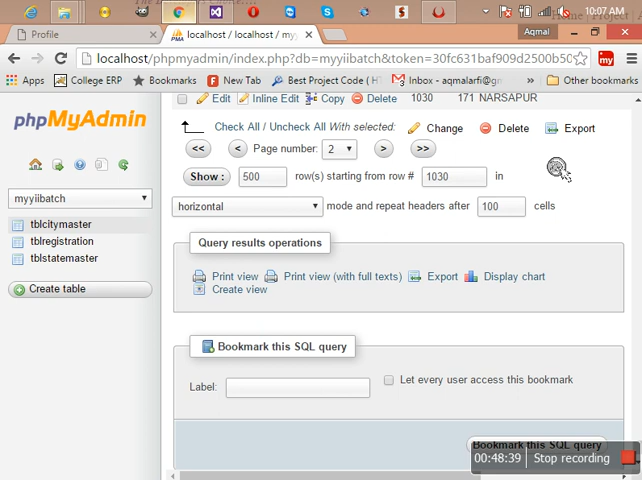 10:07 AM
Home | Project | A
Profile
localhost / localhost / my
Aqmal
localhost/phpmyadmin/index.php?db=myyiibatch&token=30fc631baf909d2500b50
my
Apps
College ERP
Bookmarks
New Tab
Best Project Code / H
Inbox - aqmalarfi@gm
Other bookmarks
Edit Inline Edit Copy Delete 1030 171 NARSAPUR
phpMyAdmin
Check All / Uncheck All With selected: Change Delete Export
<< < Page number: 2 > >>
Show : 500 row(s) starting from row # 1030 in
myyiibatch
horizontal mode and repeat headers after 100 cells
tblcitymaster
tblregistration
tblstatemaster
Create table
Query results operations
Print view Print view (with full texts) Export Display chart
Create view
Bookmark this SQL query
Label:
Let every user access this bookmark
Bookmark this SQL query
00:48:39 Stop recording